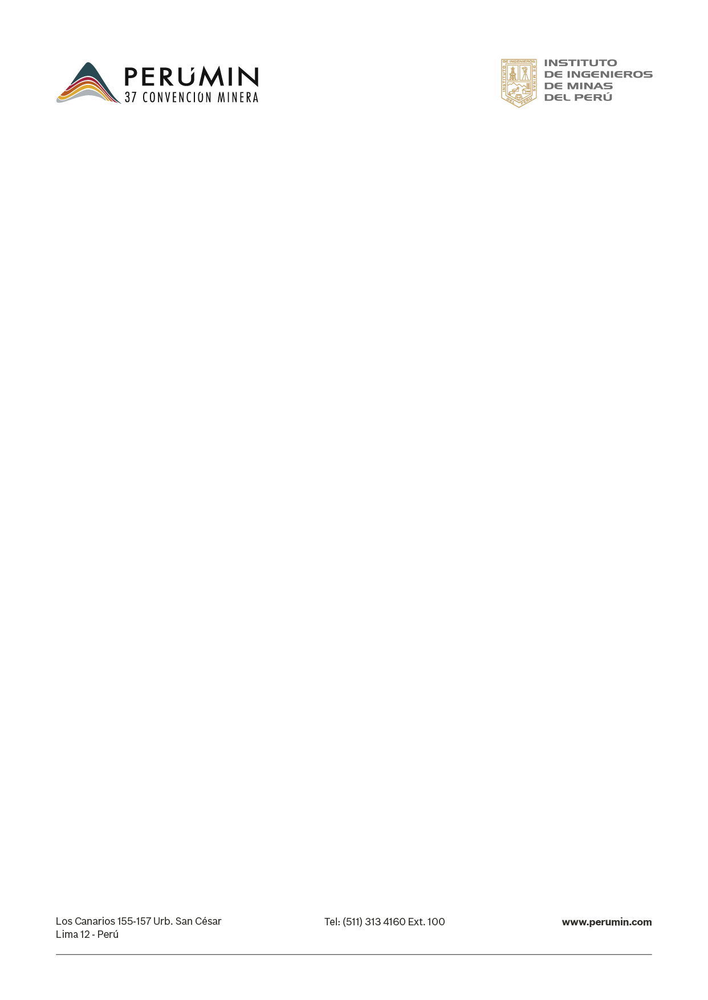 PERÚMIN
37 CONVENCIÓN MINERA
INSTITUTO DE INGENIEROS DE MINAS DEL PERU
INSTITUTO
DE INGENIEROS
DE MINAS
DEL PERÚ
Los Canarios 155-157 Urb. San César
Lima 12 - Perú
Tel: (511) 313 4160 Ext. 100
www.perumin.com